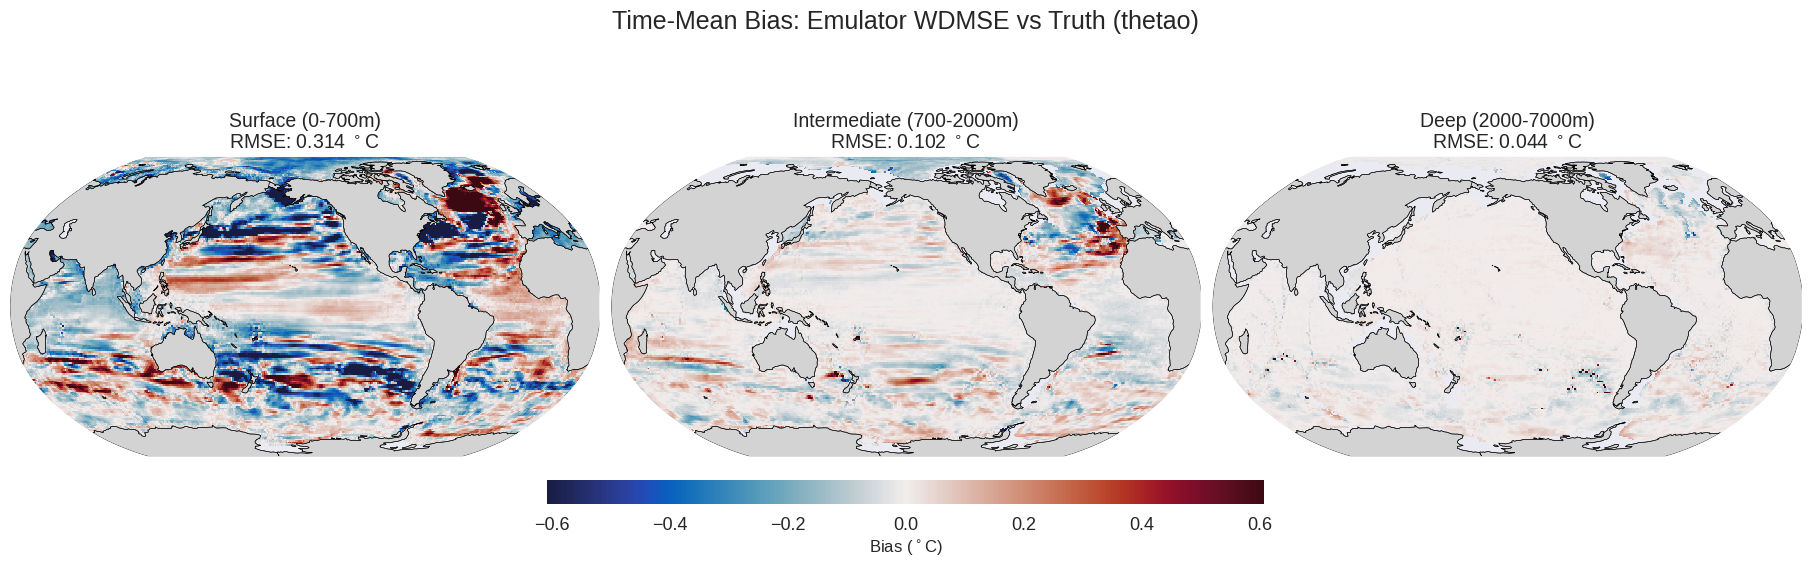 Time-Mean Bias: Emulator WDMSE vs Truth (thetao)
Surface (0-700m)
RMSE: 0.314 °C
Intermediate (700-2000m)
RMSE: 0.102 °C
Deep (2000-7000m)
RMSE: 0.044 °C
−0.6 −0.4 −0.2 0.0 0.2 0.4 0.6
Bias (°C)